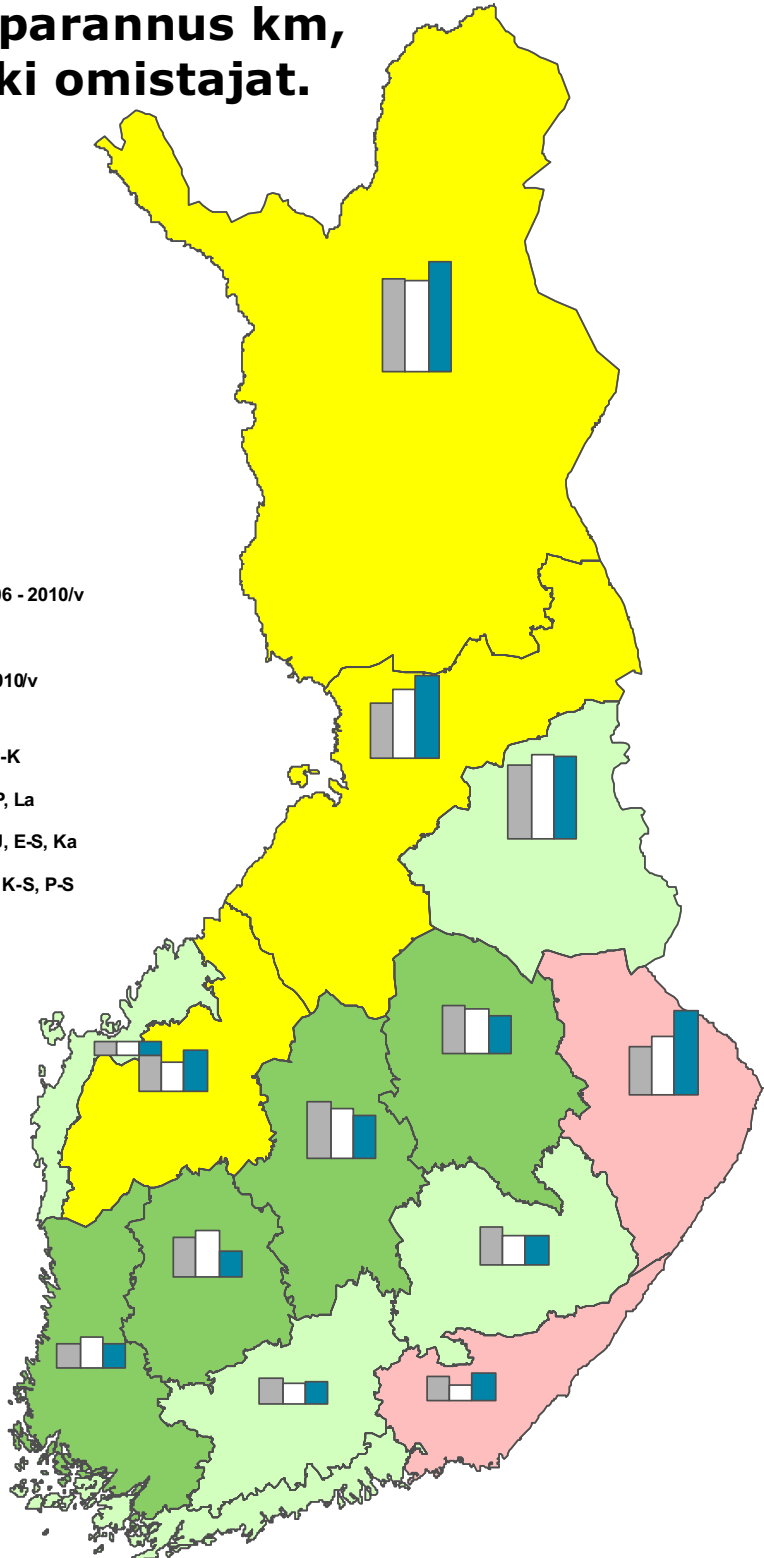 parannus km,
ki omistajat.
06 - 2010/v
010/v
-K
P, La
U, E-S, Ka
K-S, P-S